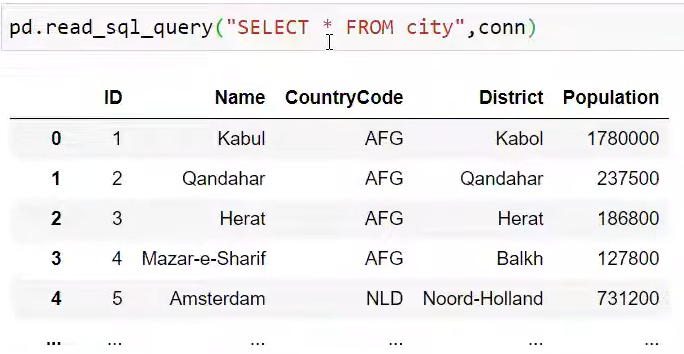 pd.read_sql_query("SELECT * FROM city",conn)
ID Name CountryCode District Population
0 1 Kabul AFG Kabol 1780000
1 2 Qandahar AFG Qandahar 237500
2 3 Herat AFG Herat 186800
3 4 Mazar-e-Sharif AFG Balkh 127800
4 5 Amsterdam NLD Noord-Holland 731200
... ... ... ... ... ...